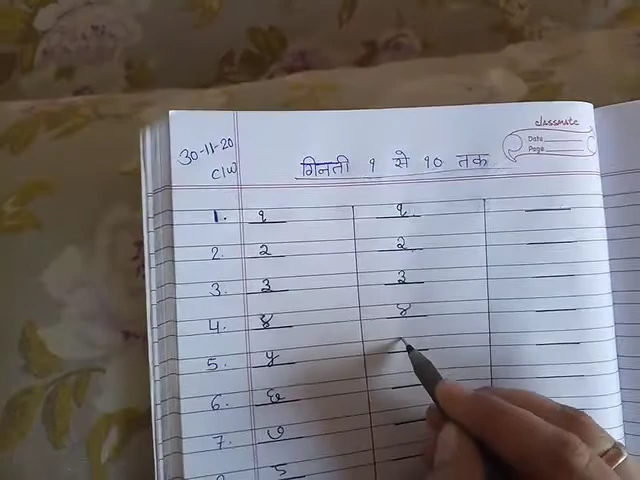 classmate
Date
Page
30-11-20
C/W
गिनती १ से १० तक
1. १ १
2. २ २
3. ३ ३
4. ४ ४
5. ५
6. ६
7. ७
८